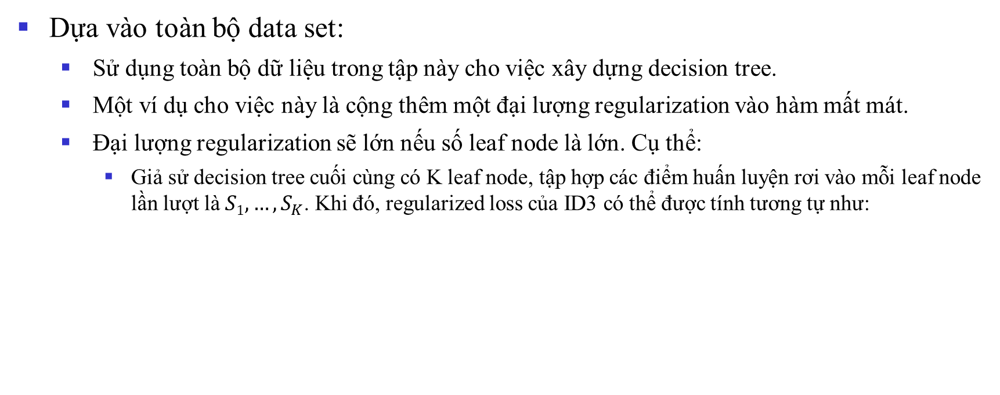 Dựa vào toàn bộ data set:
Sử dụng toàn bộ dữ liệu trong tập này cho việc xây dựng decision tree.
Một ví dụ cho việc này là cộng thêm một đại lượng regularization vào hàm mất mát.
Đại lượng regularization sẽ lớn nếu số leaf node là lớn. Cụ thể:
Giả sử decision tree cuối cùng có K leaf node, tập hợp các điểm huấn luyện rơi vào mỗi leaf node
lần lượt là S₁, … , S_K. Khi đó, regularized loss của ID3 có thể được tính tương tự như: